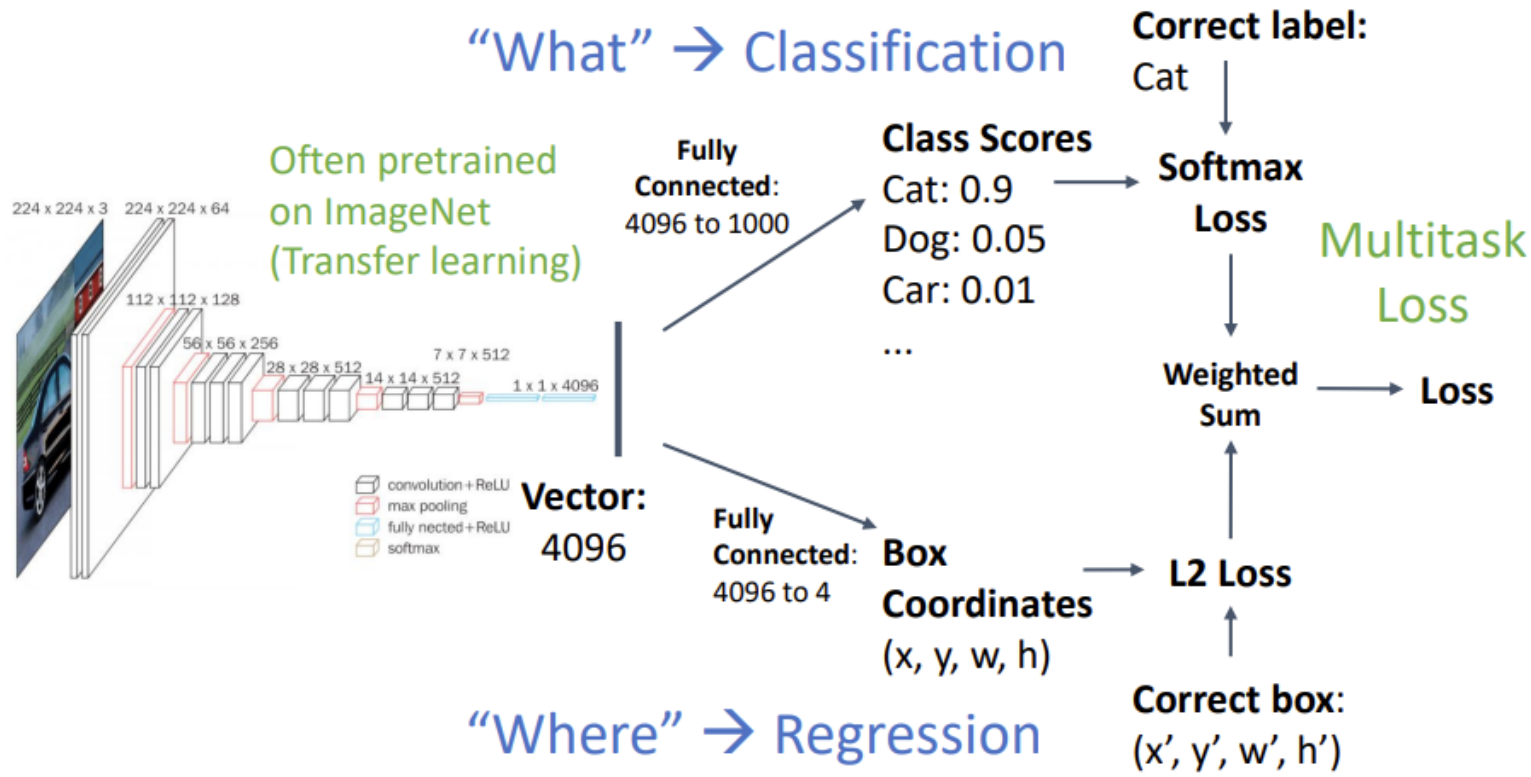 “What” → Classification
Correct label:
Cat
Often pretrained
on ImageNet
(Transfer learning)
Fully
Connected:
4096 to 1000
Class Scores
Cat: 0.9
Dog: 0.05
Car: 0.01
...
Softmax
Loss
Multitask
Loss
224 x 224 x 3
224 x 224 x 64
112 x 112 x 128
56 x 56 x 256
28 x 28 x 512
14 x 14 x 512
7 x 7 x 512
1 x 1 x 4096
Weighted
Sum
Loss
convolution+ReLU
max pooling
fully nected+ReLU
softmax
Vector:
4096
Fully
Connected:
4096 to 4
Box
Coordinates
(x, y, w, h)
L2 Loss
“Where” → Regression
Correct box:
(x’, y’, w’, h’)